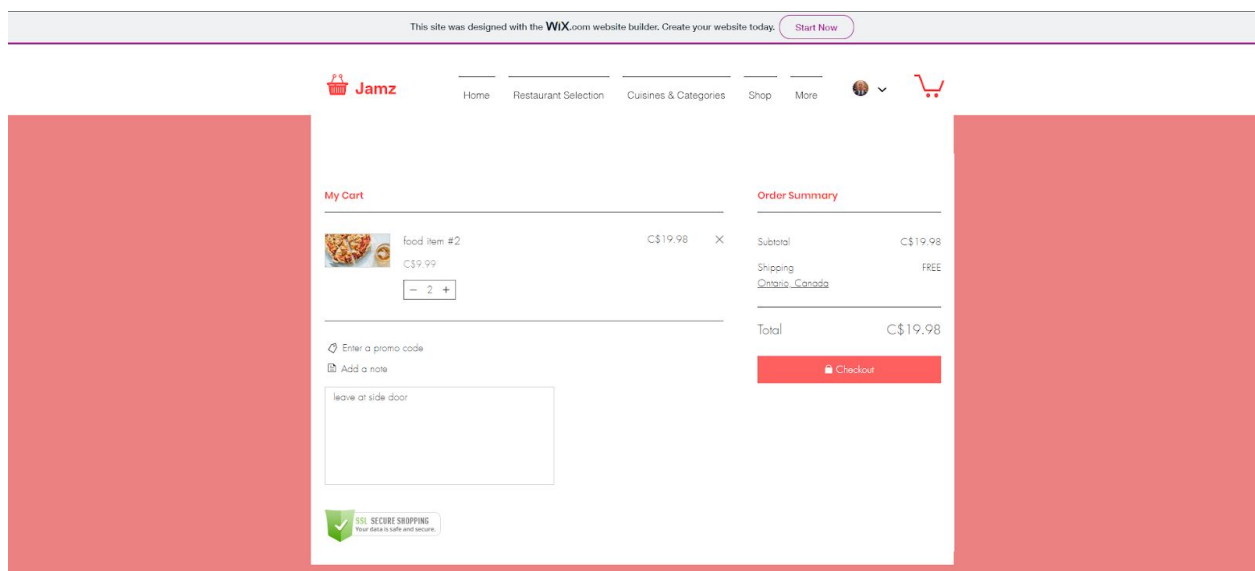 This site was designed with the WiX.com website builder. Create your website today. Start Now
Jamz
Home Restaurant Selection Cuisines & Categories Shop More
My Cart
food item #2 C$19.98
C$9.99
− 2 +
Enter a promo code
Add a note
leave at side door
SSL SECURE SHOPPING
Your data is safe and secure.
Order Summary
Subtotal C$19.98
Shipping FREE
Ontario, Canada
Total C$19.98
Checkout